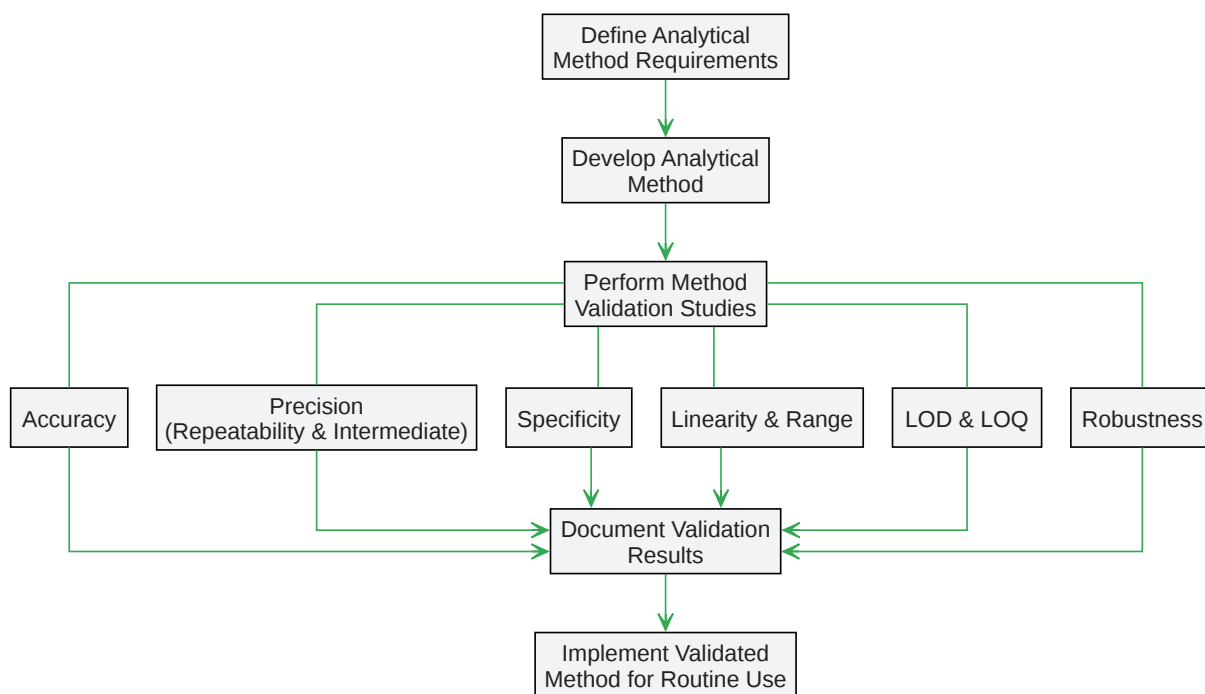 Define Analytical
Method Requirements
Develop Analytical
Method
Perform Method
Validation Studies
Accuracy
Precision
(Repeatability & Intermediate)
Specificity
Linearity & Range
LOD & LOQ
Robustness
Document Validation
Results
Implement Validated
Method for Routine Use